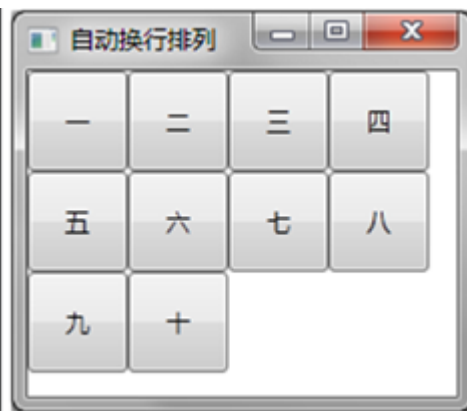 自动换行排列
一 二 三 四
五 六 七 八
九 十